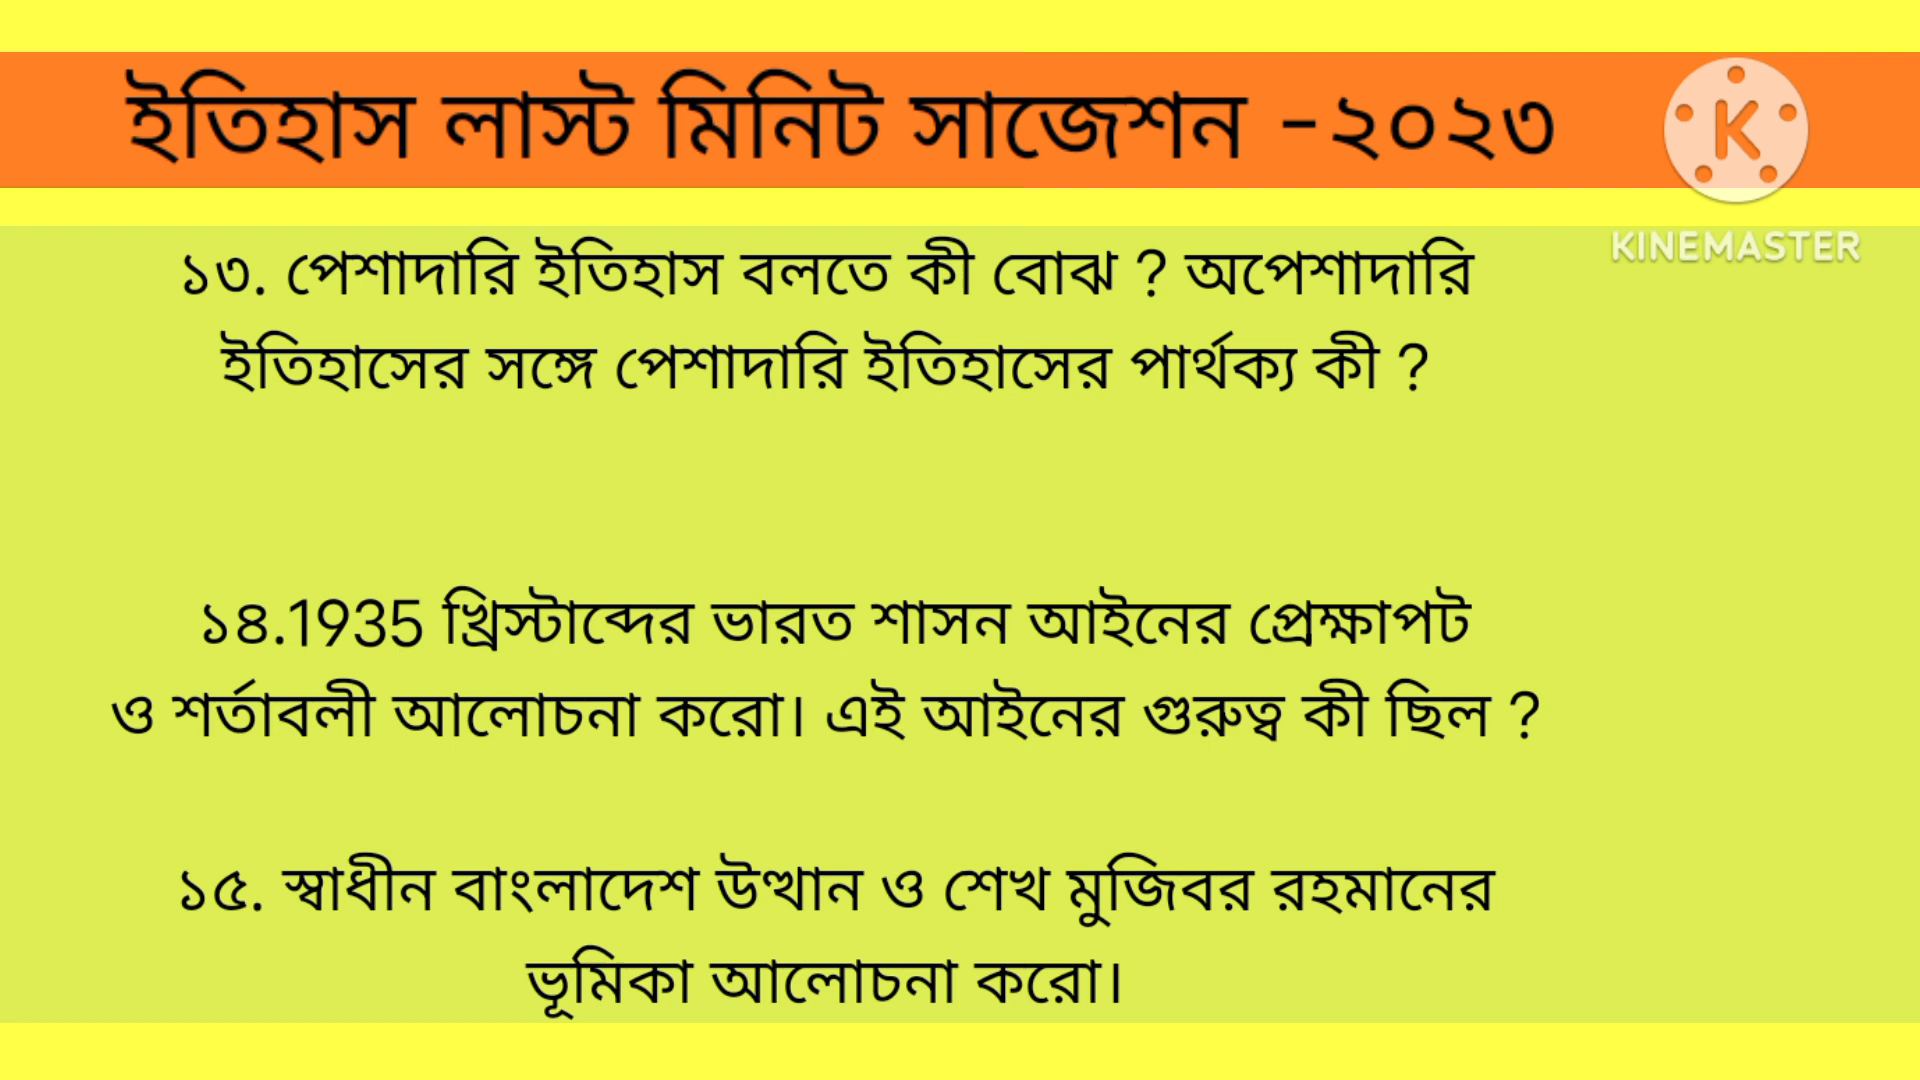 ইতিহাস লাস্ট মিনিট সাজেশন -২০২৩
K
KINEMASTER
১৩. পেশাদারি ইতিহাস বলতে কী বোঝ ? অপেশাদারি
ইতিহাসের সঙ্গে পেশাদারি ইতিহাসের পার্থক্য কী ?
১৪.1935 খ্রিস্টাব্দের ভারত শাসন আইনের প্রেক্ষাপট
ও শর্তাবলী আলোচনা করো। এই আইনের গুরুত্ব কী ছিল ?
১৫. স্বাধীন বাংলাদেশ উত্থান ও শেখ মুজিবর রহমানের
ভূমিকা আলোচনা করো।